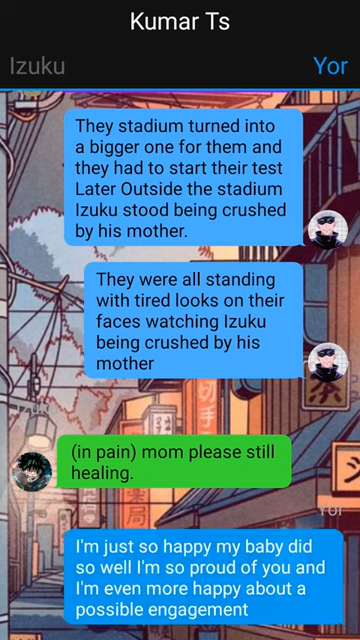 Kumar Ts
Izuku
Yor
They stadium turned into
a bigger one for them and
they had to start their test
Later Outside the stadium
Izuku stood being crushed
by his mother.
They were all standing
with tired looks on their
faces watching Izuku
being crushed by his
mother
Izuku
(in pain) mom please still
healing.
Yor
I'm just so happy my baby did
so well I'm so proud of you and
I'm even more happy about a
possible engagement